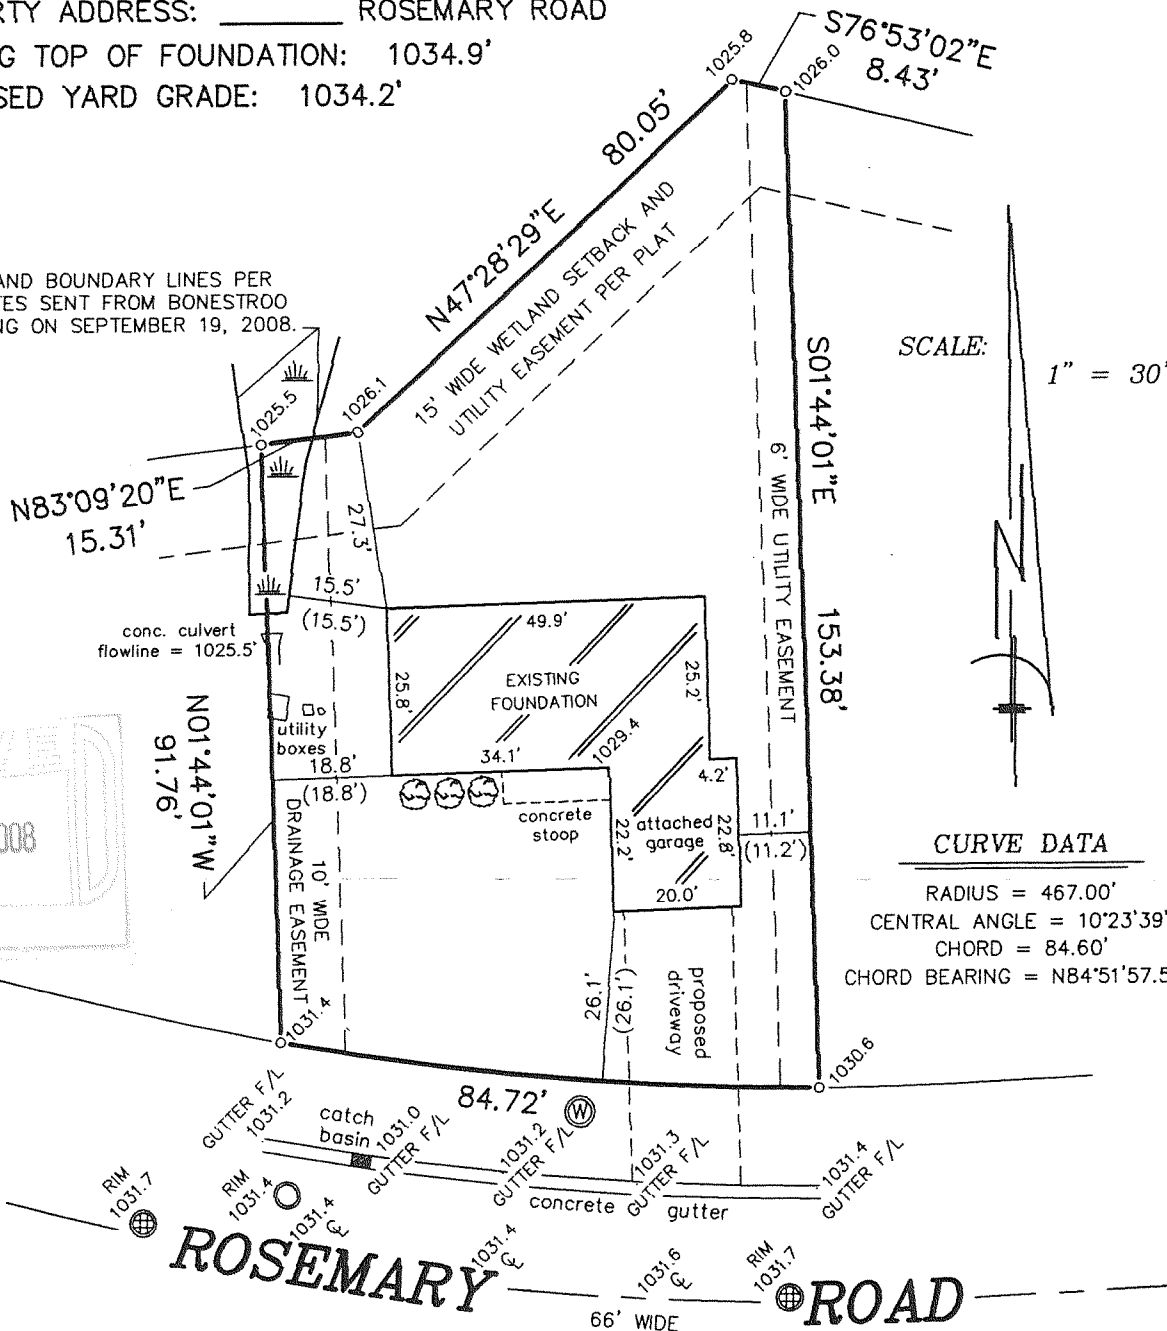 RTY ADDRESS: ________ ROSEMARY ROAD
G TOP OF FOUNDATION: 1034.9'
SED YARD GRADE: 1034.2'
1025.8
S76°53'02"E
8.43'
1026.0
80.05'
N47°28'29"E
15' WIDE WETLAND SETBACK AND
UTILITY EASEMENT PER PLAT
AND BOUNDARY LINES PER
TES SENT FROM BONESTROO
NG ON SEPTEMBER 19, 2008.
SCALE:
1" = 30'
1025.5
1026.1
N83°09'20"E
15.31'
S01°44'01"E
153.38'
6' WIDE UTILITY EASEMENT
27.3'
15.5'
(15.5')
conc. culvert
flowline = 1025.5'
49.9'
EXISTING
FOUNDATION
25.8'
25.2'
1029.4
34.1'
4.2'
N
N01°44'01"W
91.76'
utility
boxes
18.8'
(18.8')
concrete
stoop
22.2'
attached
garage
22.8'
20.0'
11.1'
(11.2')
008
10' WIDE
DRAINAGE EASEMENT
CURVE DATA
RADIUS = 467.00'
CENTRAL ANGLE = 10°23'39"
CHORD = 84.60'
CHORD BEARING = N84°51'57.5
26.1'
(26.1')
proposed
driveway
1031.4
1030.6
84.72'
W
GUTTER F/L
1031.2
catch
basin
1031.0
GUTTER F/L
1031.2
GUTTER F/L
1031.3
GUTTER F/L
1031.4
GUTTER F/L
concrete gutter
RIM
1031.7
RIM
1031.4
1031.4
℄
1031.4
℄
1031.6
℄
RIM
1031.7
ROSEMARY ROAD
66' WIDE